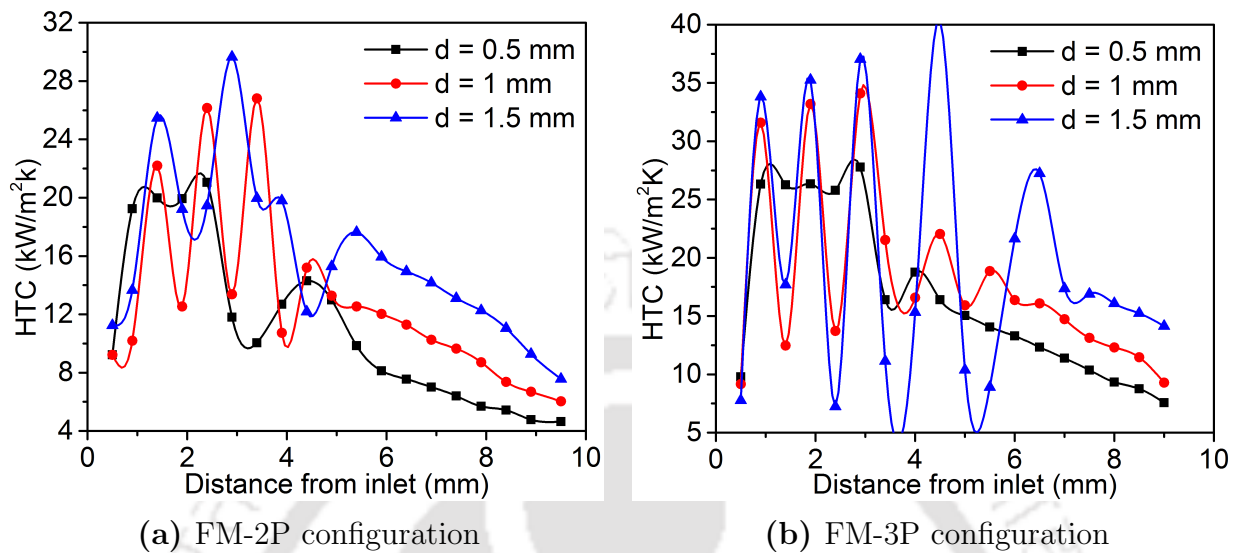 32
28
24
20
16
12
8
4
HTC (kW/m²k)
d = 0.5 mm
d = 1 mm
d = 1.5 mm
0 2 4 6 8 10
Distance from inlet (mm)
(a) FM-2P configuration
40
35
30
25
20
15
10
5
HTC (kW/m²K)
d = 0.5 mm
d = 1 mm
d = 1.5 mm
0 2 4 6 8 10
Distance from inlet (mm)
(b) FM-3P configuration